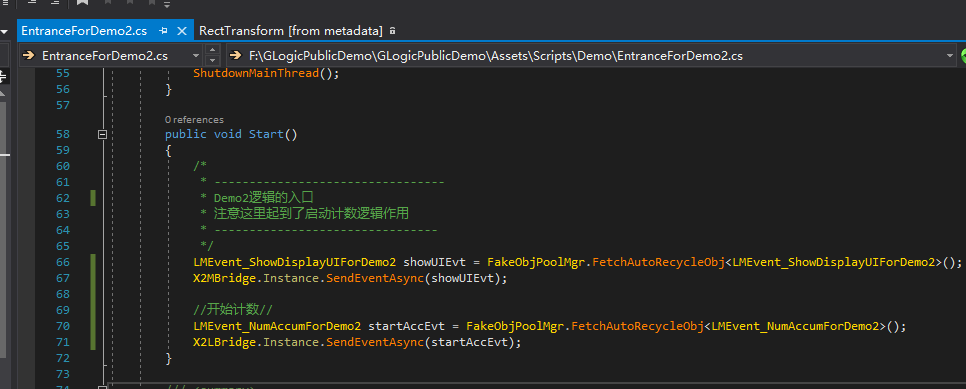 EntranceForDemo2.cs RectTransform [from metadata]
EntranceForDemo2.cs F:\GLogicPublicDemo\GLogicPublicDemo\Assets\Scripts\Demo\EntranceForDemo2.cs
55 ShutdownMainThread();
56 }
57
0 references
58 public void Start()
59 {
60 /*
61 * ---------------------------------
62 * Demo2逻辑的入口
63 * 注意这里起到了启动计数逻辑作用
64 * --------------------------------
65 */
66 LMEvent_ShowDisplayUIForDemo2 showUIEvt = FakeObjPoolMgr.FetchAutoRecycleObj<LMEvent_ShowDisplayUIForDemo2>();
67 X2MBridge.Instance.SendEventAsync(showUIEvt);
68
69 //开始计数//
70 LMEvent_NumAccumForDemo2 startAccEvt = FakeObjPoolMgr.FetchAutoRecycleObj<LMEvent_NumAccumForDemo2>();
71 X2LBridge.Instance.SendEventAsync(startAccEvt);
72 }
73